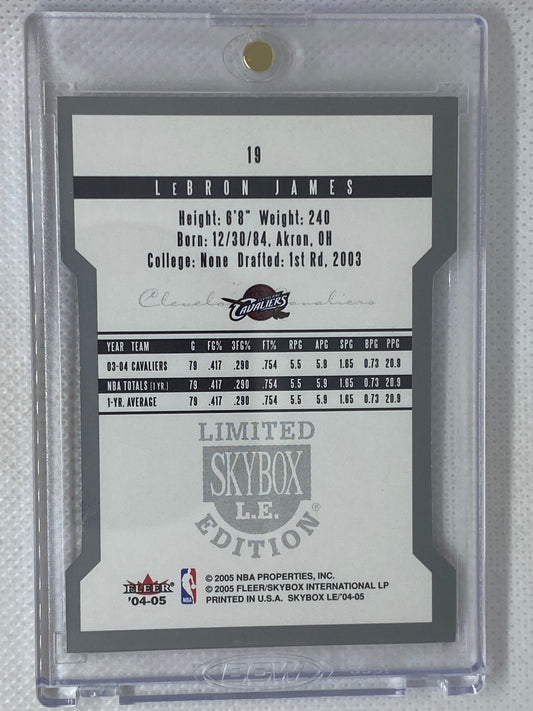 19
LEBRON JAMES
Height: 6'8" Weight: 240
Born: 12/30/84, Akron, OH
College: None Drafted: 1st Rd, 2003
Cleveland Cavaliers
CAVALIERS
YEAR TEAM G FG% 3FG% FT% RPG APG SPG BPG PPG
03-04 CAVALIERS 79 .417 .290 .754 5.5 5.9 1.65 0.73 20.9
NBA TOTALS (1 YR.) 79 .417 .290 .754 5.5 5.9 1.65 0.73 20.9
1-YR. AVERAGE 79 .417 .290 .754 5.5 5.9 1.65 0.73 20.9
LIMITED
SKYBOX
L.E.
EDITION®
FLEER
'04-05
NBA
© 2005 NBA PROPERTIES, INC.
© 2005 FLEER/SKYBOX INTERNATIONAL LP
PRINTED IN U.S.A. SKYBOX LE/'04-05